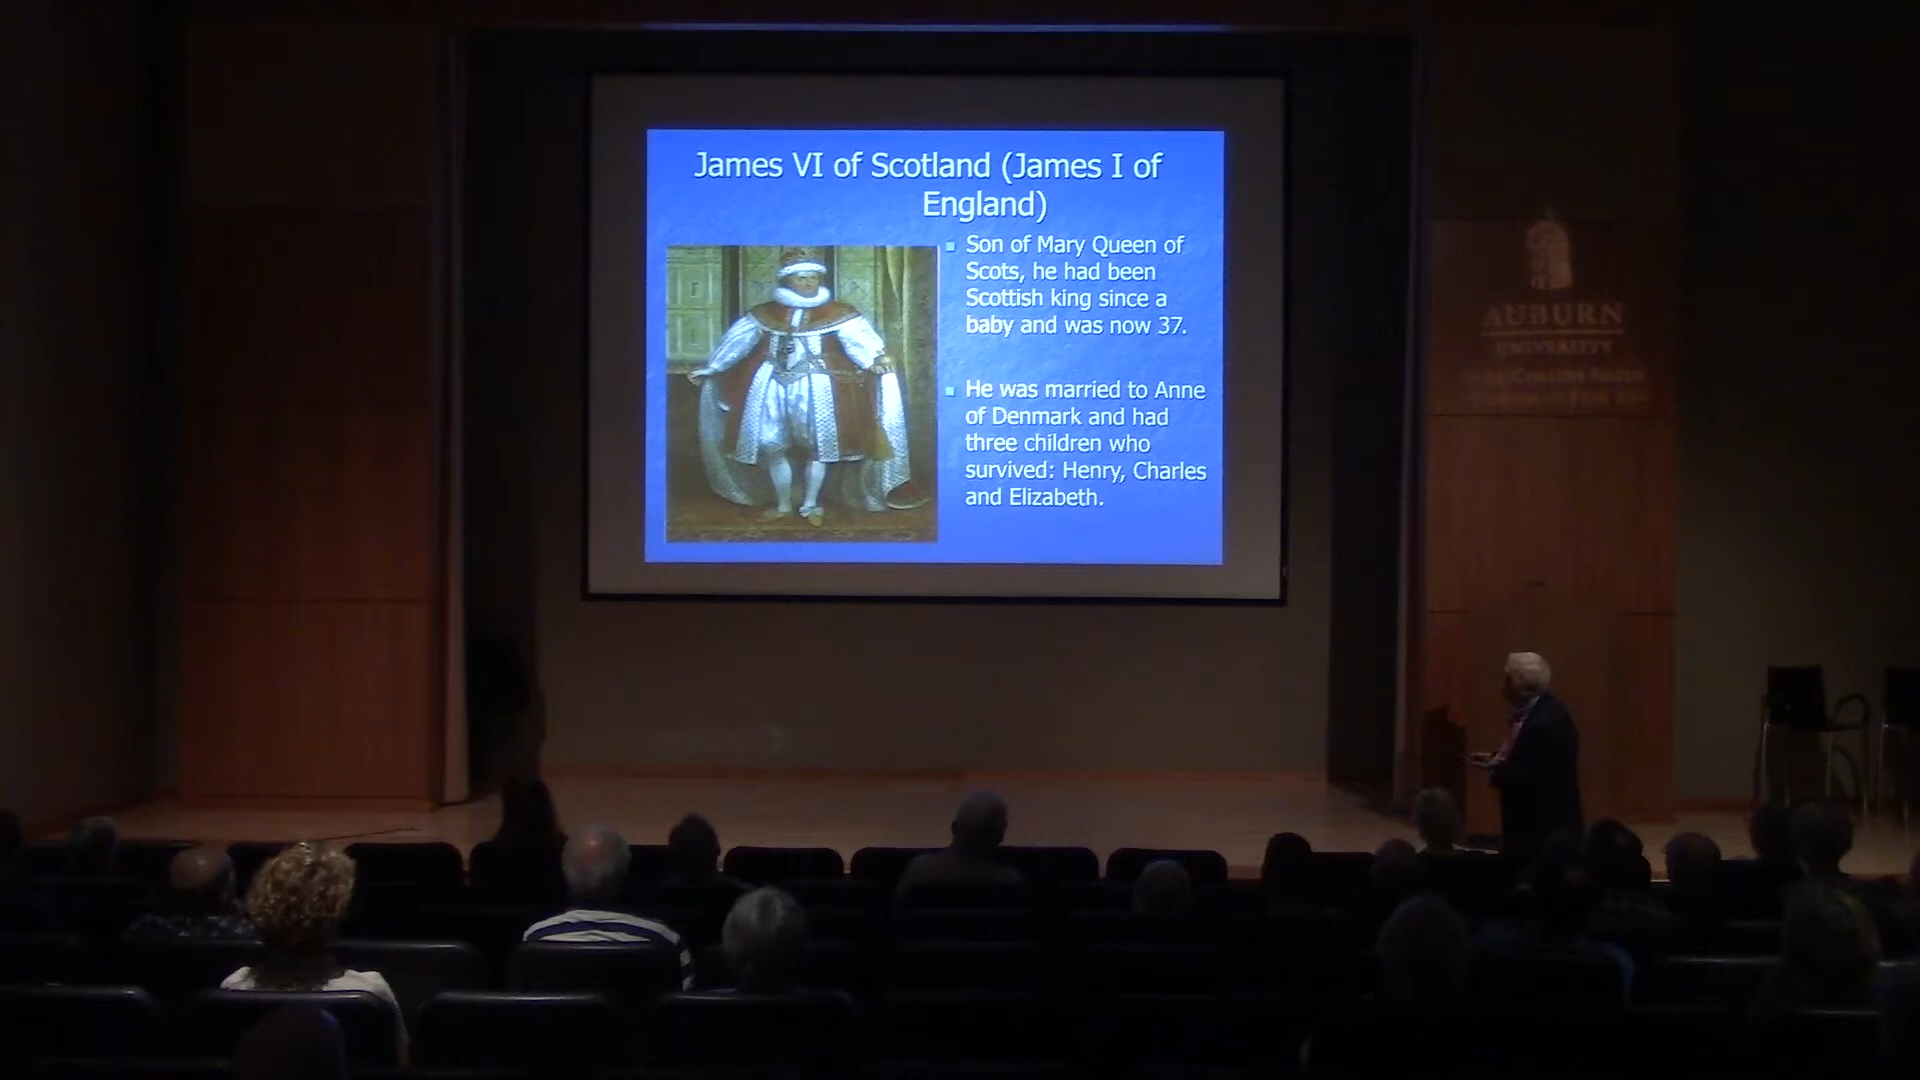 James VI of Scotland (James I of
England)
Son of Mary Queen of
Scots, he had been
Scottish king since a
baby and was now 37.
He was married to Anne
of Denmark and had
three children who
survived: Henry, Charles
and Elizabeth.
AUBURN
UNIVERSITY